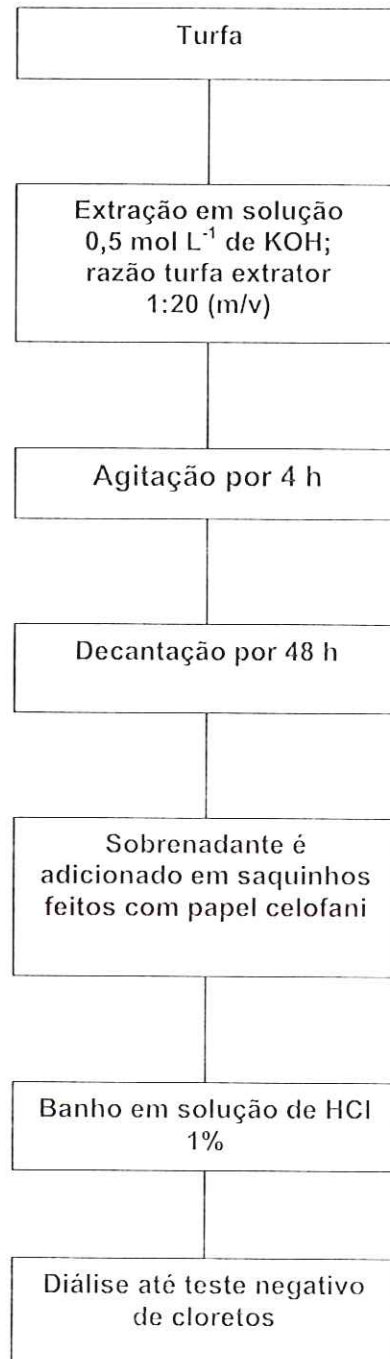 Turfa
Extração em solução
0,5 mol L⁻¹ de KOH;
razão turfa extrator
1:20 (m/v)
Agitação por 4 h
Decantação por 48 h
Sobrenadante é
adicionado em saquinhos
feitos com papel celofani
Banho em solução de HCl
1%
Diálise até teste negativo
de cloretos